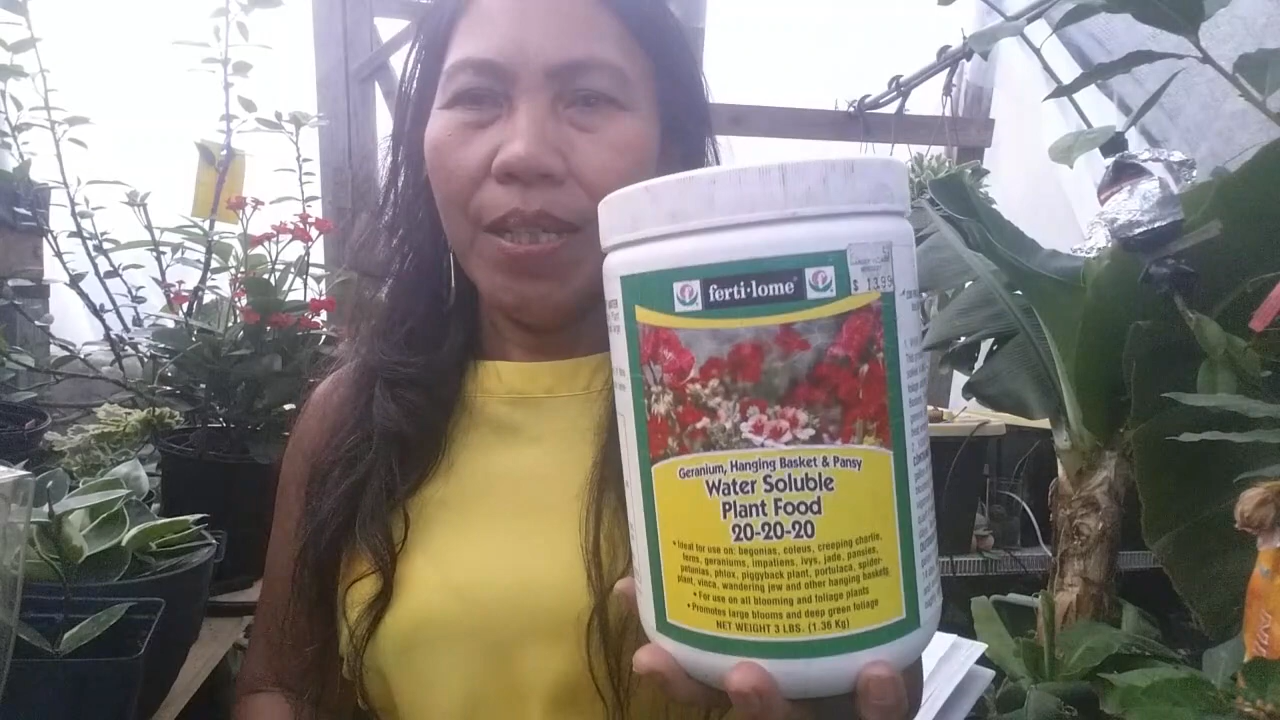 ferti·lome
$ 13.99
Geranium, Hanging Basket & Pansy
Water Soluble
Plant Food
20-20-20
• Ideal for use on: begonias, coleus, creeping charlie,
ferns, geraniums, impatiens, ivys, jade, pansies,
petunias, phlox, piggyback plant, portulaca, spider-
plant, vinca, wandering jew and other hanging baskets
• For use on all blooming and foliage plants
• Promotes large blooms and deep green foliage
NET WEIGHT 3 LBS. (1.36 Kg)